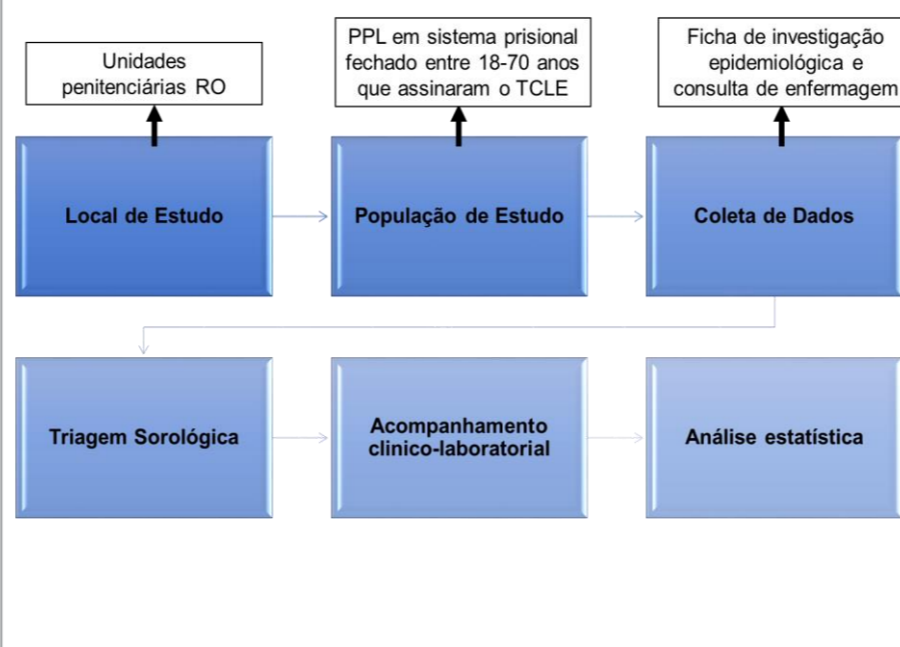 Unidades
penitenciárias RO
PPL em sistema prisional
fechado entre 18-70 anos
que assinaram o TCLE
Ficha de investigação
epidemiológica e
consulta de enfermagem
Local de Estudo
População de Estudo
Coleta de Dados
Triagem Sorológica
Acompanhamento
clinico-laboratorial
Análise estatística